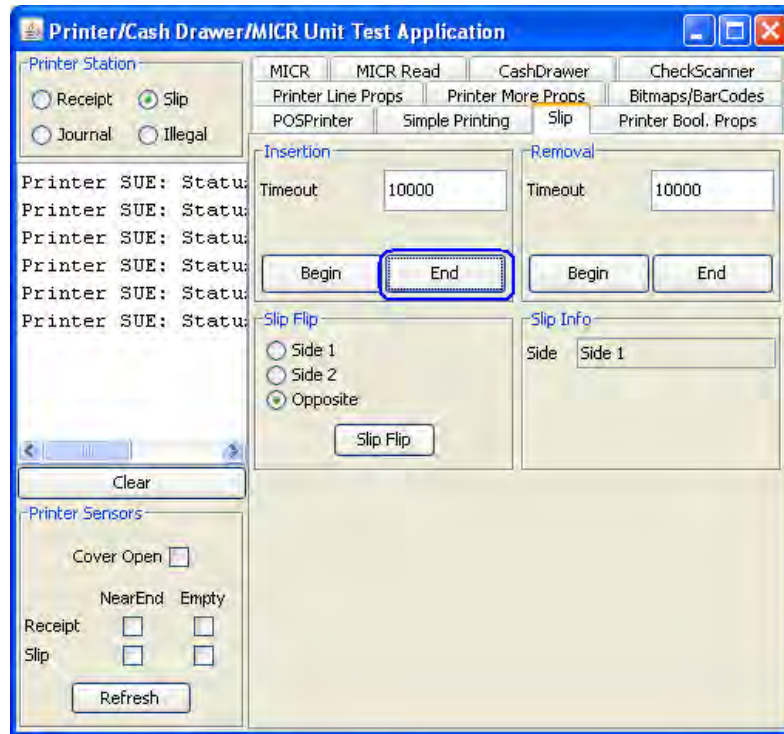 Printer/Cash Drawer/MICR Unit Test Application
Printer Station
Receipt Slip
Journal Illegal
Printer SUE: Statu
Printer SUE: Statu
Printer SUE: Statu
Printer SUE: Statu
Printer SUE: Statu
Printer SUE: Statu
Clear
Printer Sensors
Cover Open
NearEnd Empty
Receipt
Slip
Refresh
MICR MICR Read CashDrawer CheckScanner
Printer Line Props Printer More Props Bitmaps/BarCodes
POSPrinter Simple Printing Slip Printer Bool. Props
Insertion
Timeout 10000
Begin End
Removal
Timeout 10000
Begin End
Slip Flip
Side 1
Side 2
Opposite
Slip Flip
Slip Info
Side Side 1